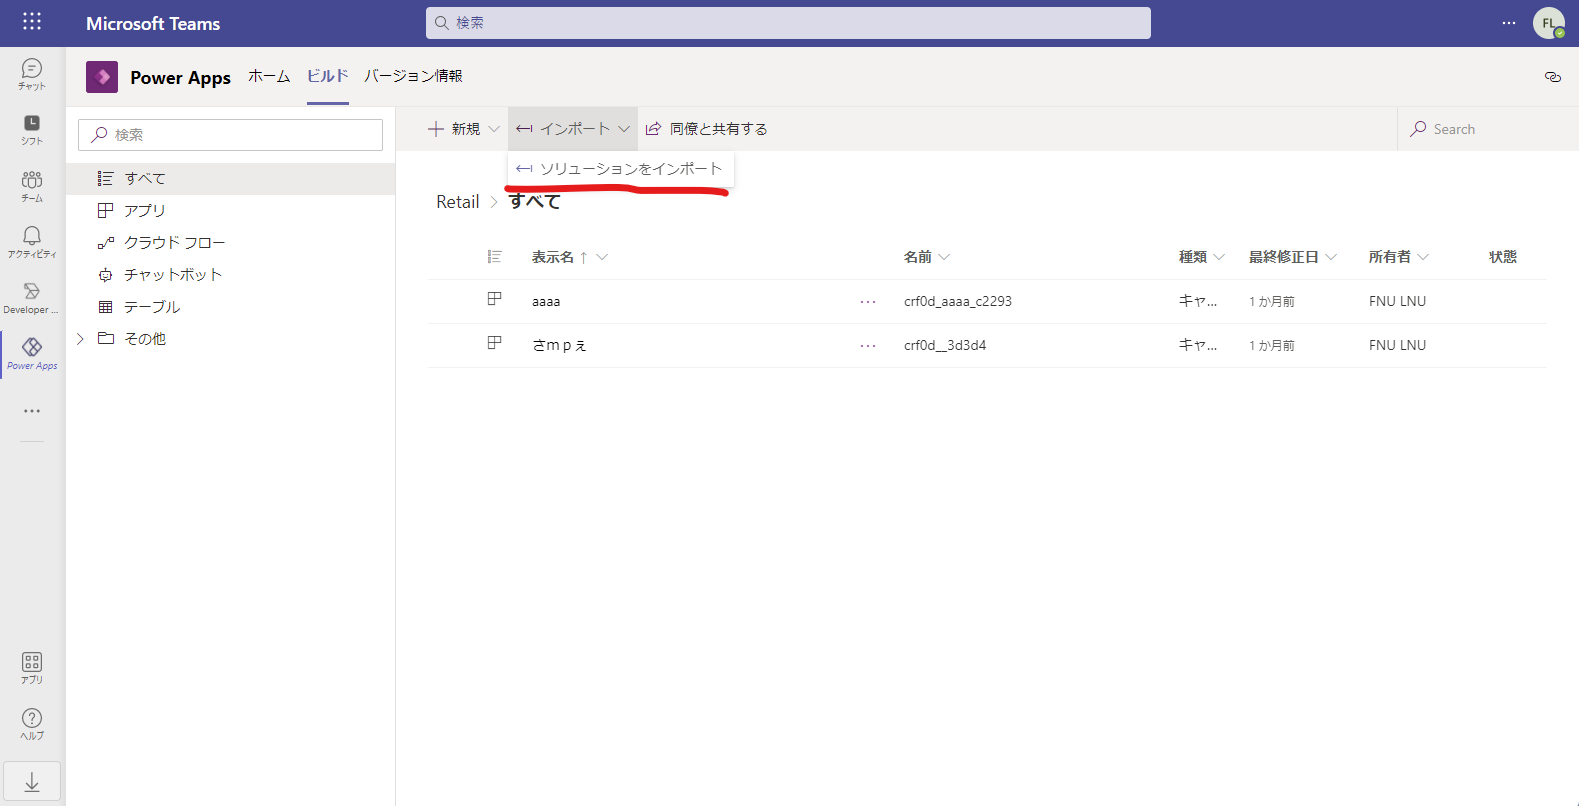 Microsoft Teams
検索
FL
チャット
シフト
チーム
アクティビティ
Developer ...
Power Apps
アプリ
ヘルプ
Power Apps
ホーム
ビルド
バージョン情報
検索
すべて
アプリ
クラウド フロー
チャットボット
テーブル
その他
新規
インポート
同僚と共有する
Search
ソリューションをインポート
Retail > すべて
表示名 ↑ 名前 種類 最終修正日 所有者 状態
aaaa ... crf0d_aaaa_c2293 キャ... 1 か月前 FNU LNU
さｍｐぇ ... crf0d__3d3d4 キャ... 1 か月前 FNU LNU